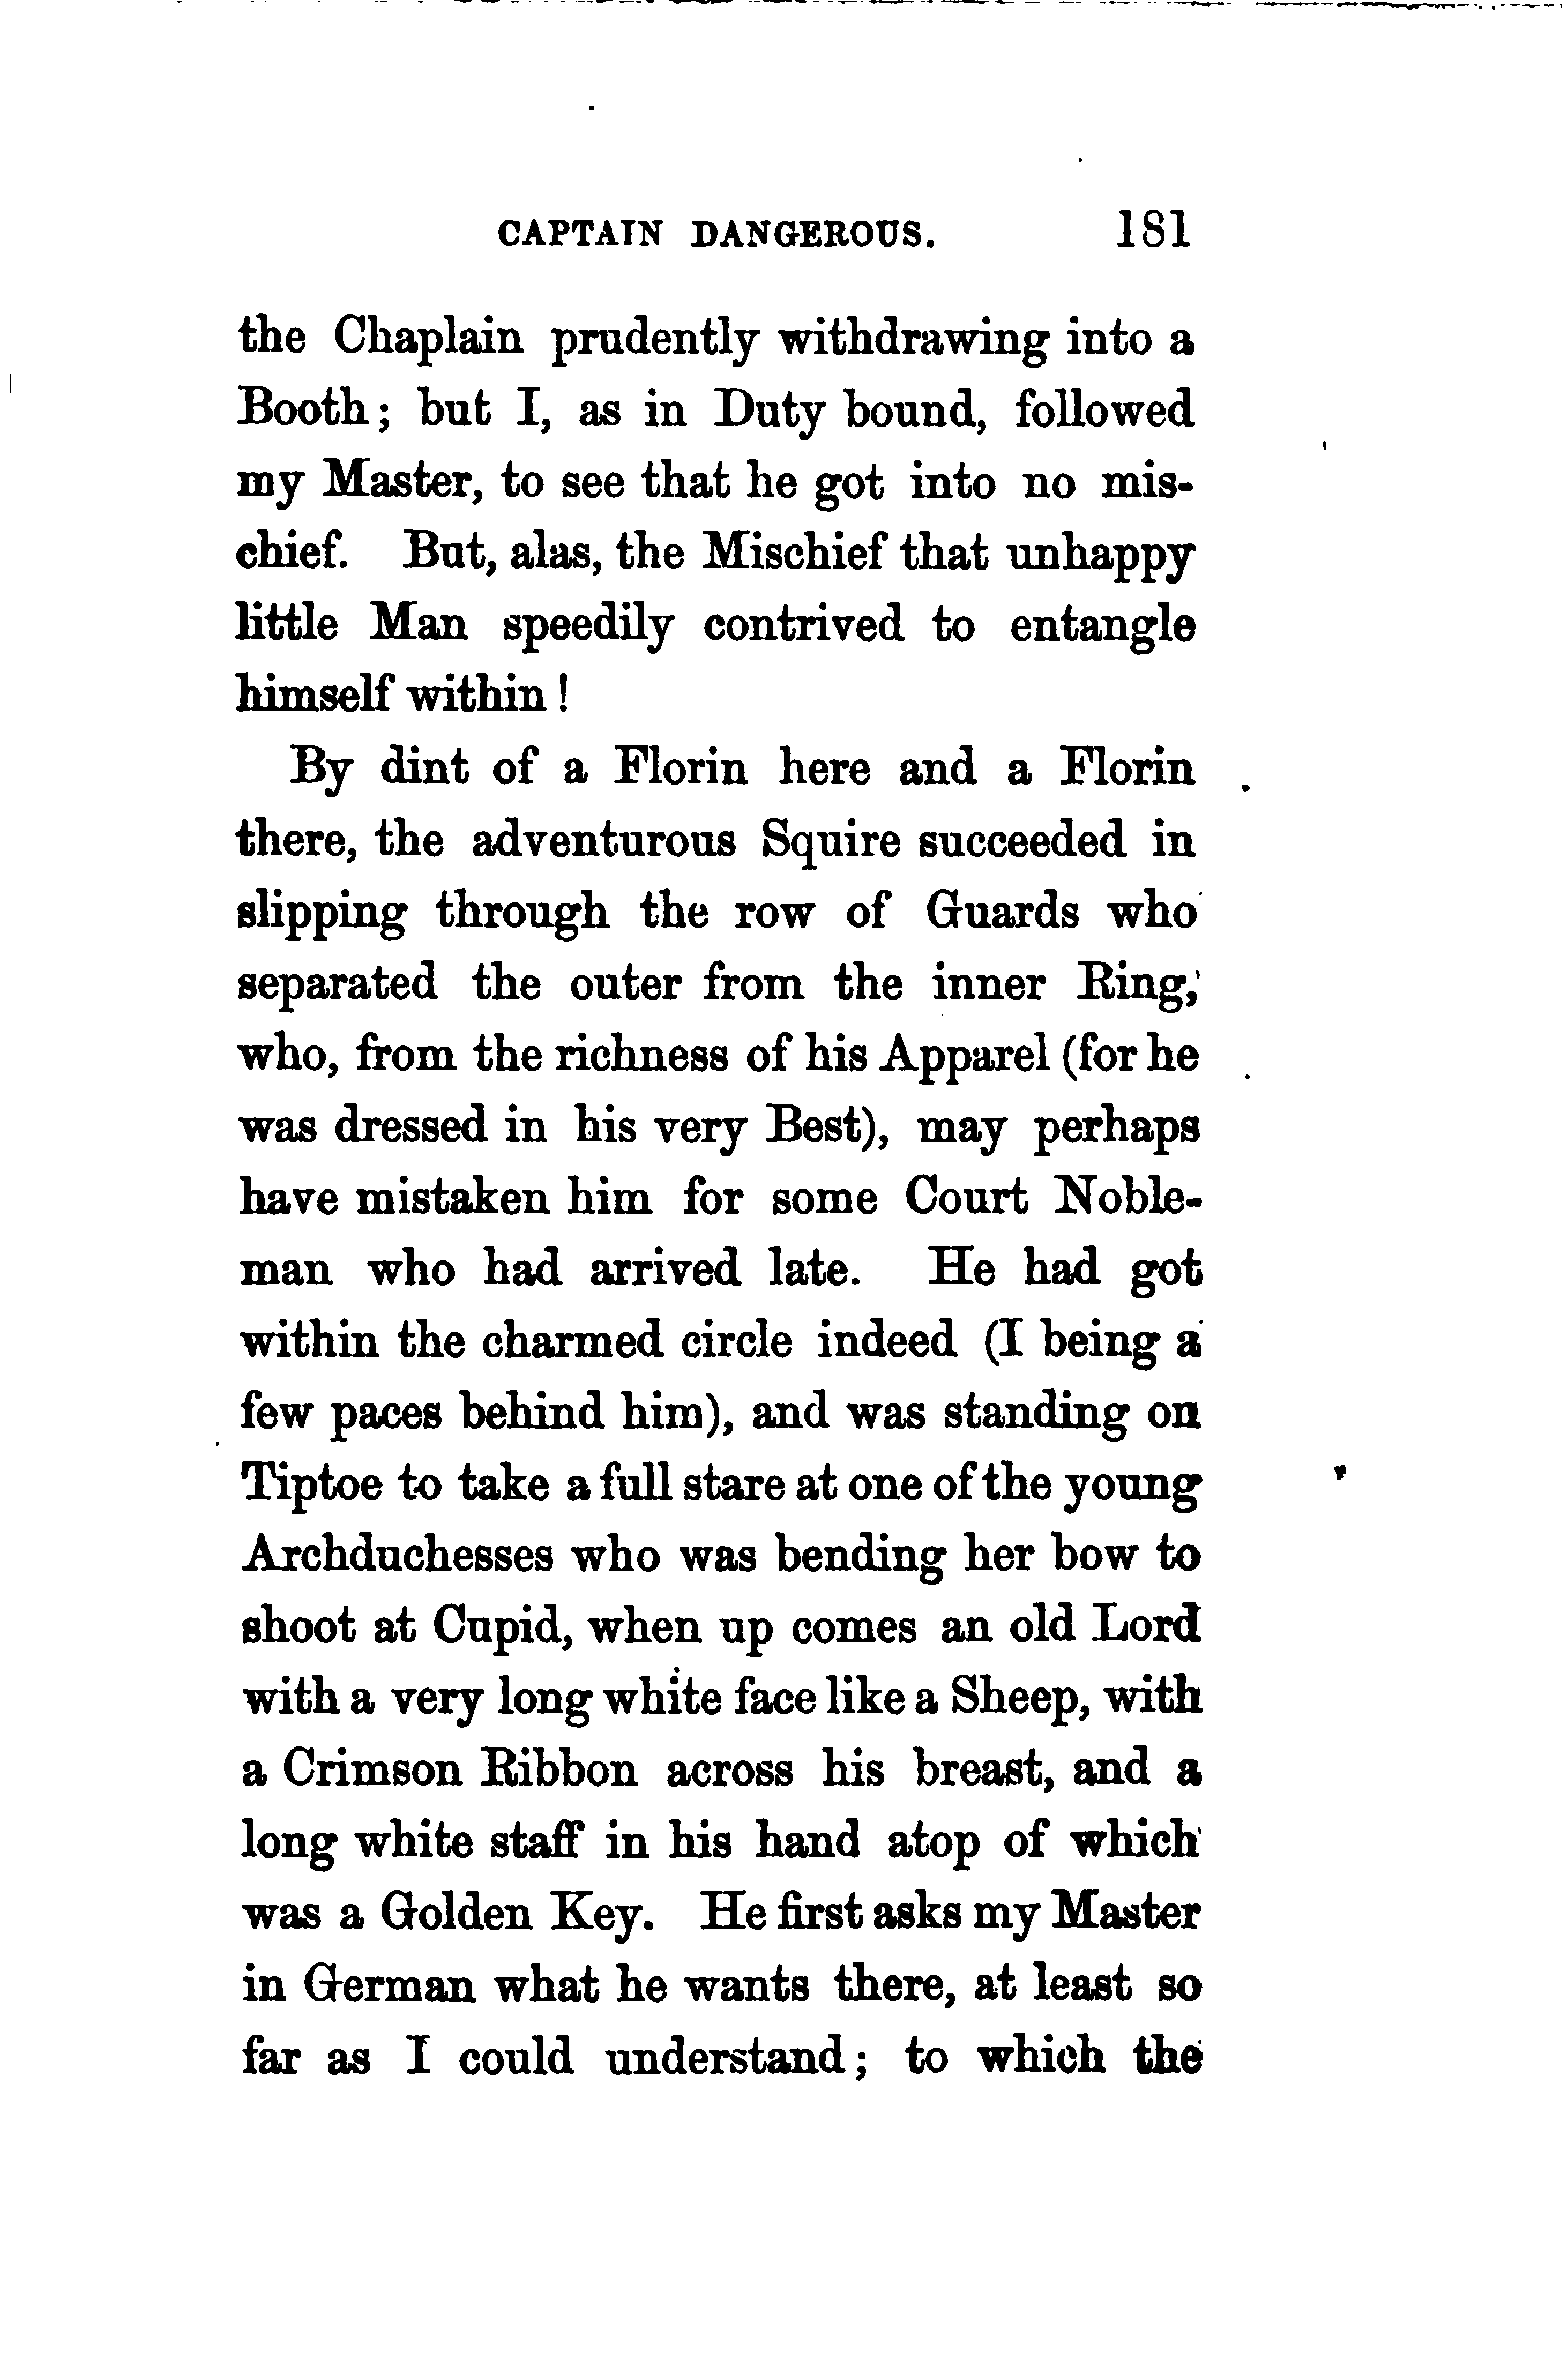 CAPTAIN DANGEROUS. 181
the Chaplain prudently withdrawing into a
Booth; but I, as in Duty bound, followed
my Master, to see that he got into no mis-
chief. But, alas, the Mischief that unhappy
little Man speedily contrived to entangle
himself within!
By dint of a Florin here and a Florin
there, the adventurous Squire succeeded in
slipping through the row of Guards who
separated the outer from the inner Ring,
who, from the richness of his Apparel (for he
was dressed in his very Best), may perhaps
have mistaken him for some Court Noble-
man who had arrived late. He had got
within the charmed circle indeed (I being a
few paces behind him), and was standing on
Tiptoe to take a full stare at one of the young
Archduchesses who was bending her bow to
shoot at Cupid, when up comes an old Lord
with a very long white face like a Sheep, with
a Crimson Ribbon across his breast, and a
long white staff in his hand atop of which
was a Golden Key. He first asks my Master
in German what he wants there, at least so
far as I could understand; to which the